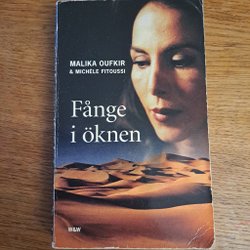 MALIKA OUFKIR
& MICHÈLE FITOUSSI
Fånge
i öknen
W&W